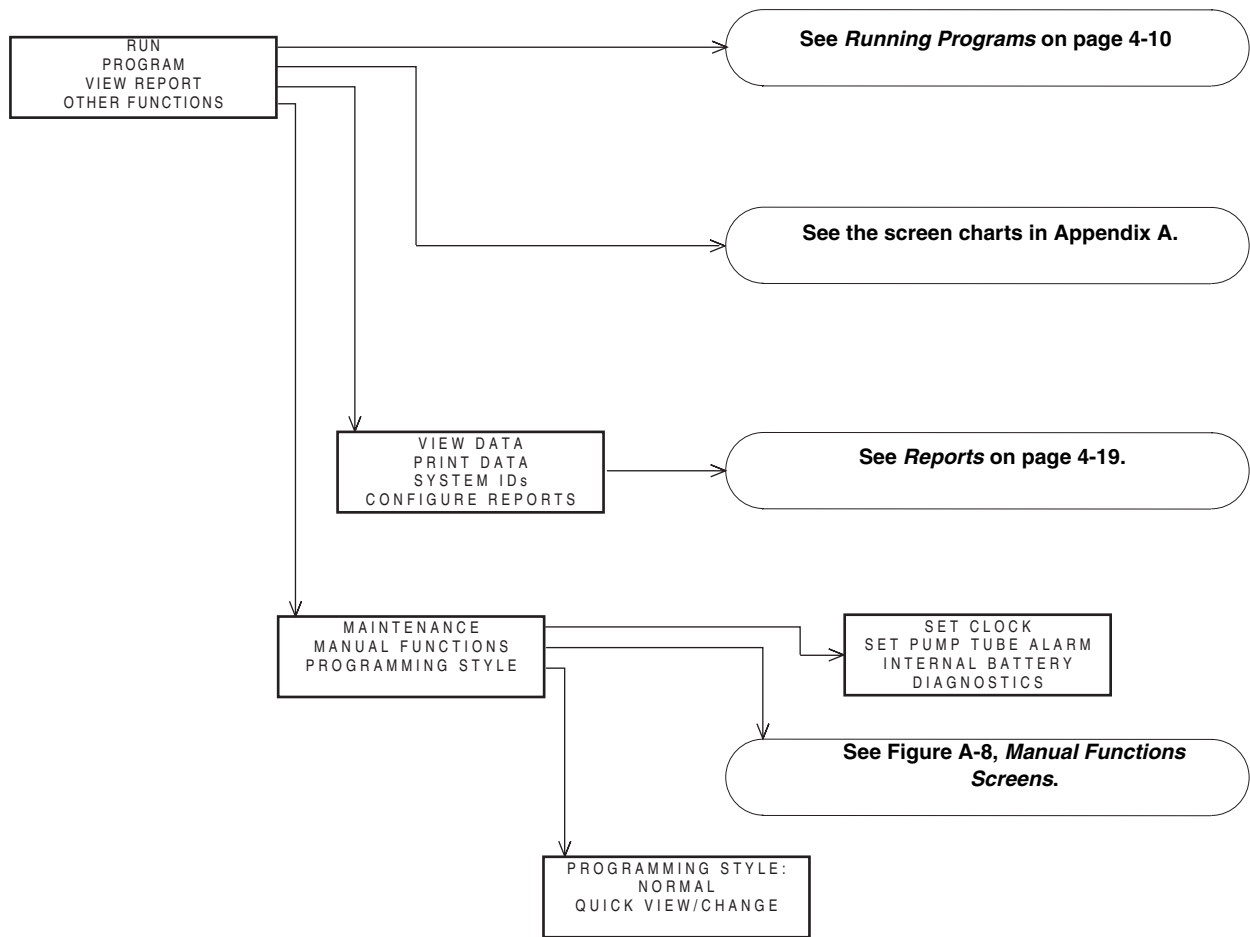 RUN
PROGRAM
VIEW REPORT
OTHER FUNCTIONS
See Running Programs on page 4-10
See the screen charts in Appendix A.
VIEW DATA
PRINT DATA
SYSTEM IDs
CONFIGURE REPORTS
See Reports on page 4-19.
MAINTENANCE
MANUAL FUNCTIONS
PROGRAMMING STYLE
SET CLOCK
SET PUMP TUBE ALARM
INTERNAL BATTERY
DIAGNOSTICS
See Figure A-8, Manual Functions
Screens.
PROGRAMMING STYLE:
NORMAL
QUICK VIEW/CHANGE